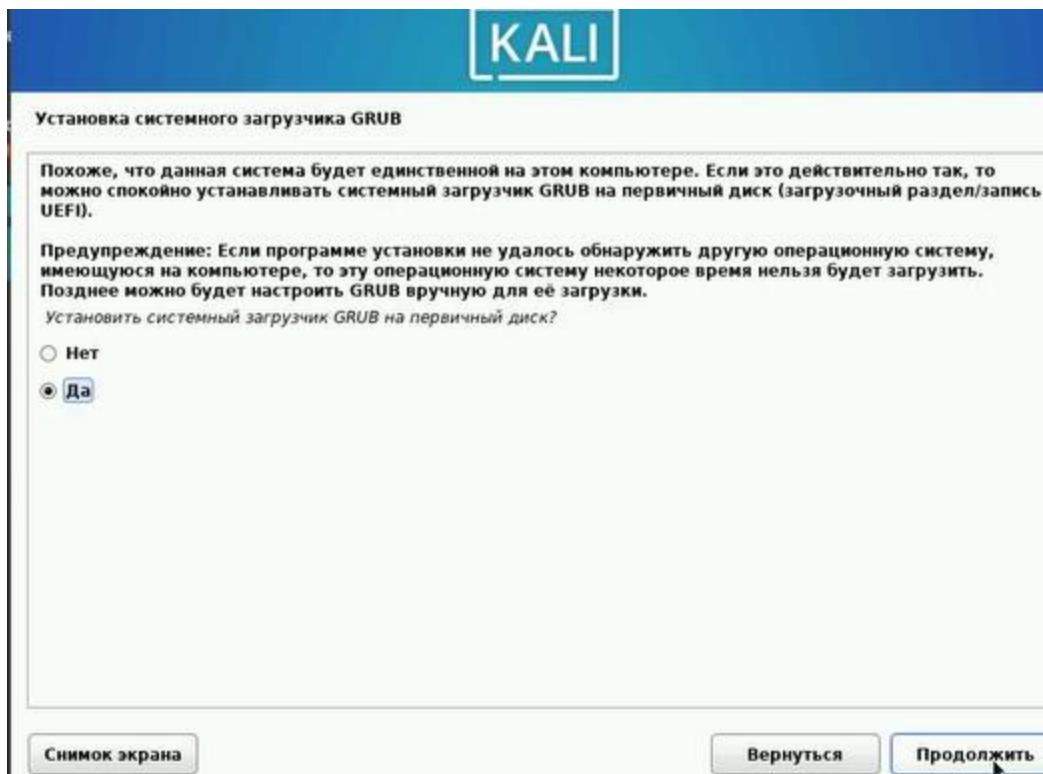 KALI
Установка системного загрузчика GRUB
Похоже, что данная система будет единственной на этом компьютере. Если это действительно так, то
можно спокойно устанавливать системный загрузчик GRUB на первичный диск (загрузочный раздел/запись
UEFI).
Предупреждение: Если программе установки не удалось обнаружить другую операционную систему,
имеющуюся на компьютере, то эту операционную систему некоторое время нельзя будет загрузить.
Позднее можно будет настроить GRUB вручную для её загрузки.
Установить системный загрузчик GRUB на первичный диск?
Нет
Да
Снимок экрана
Вернуться
Продолжить